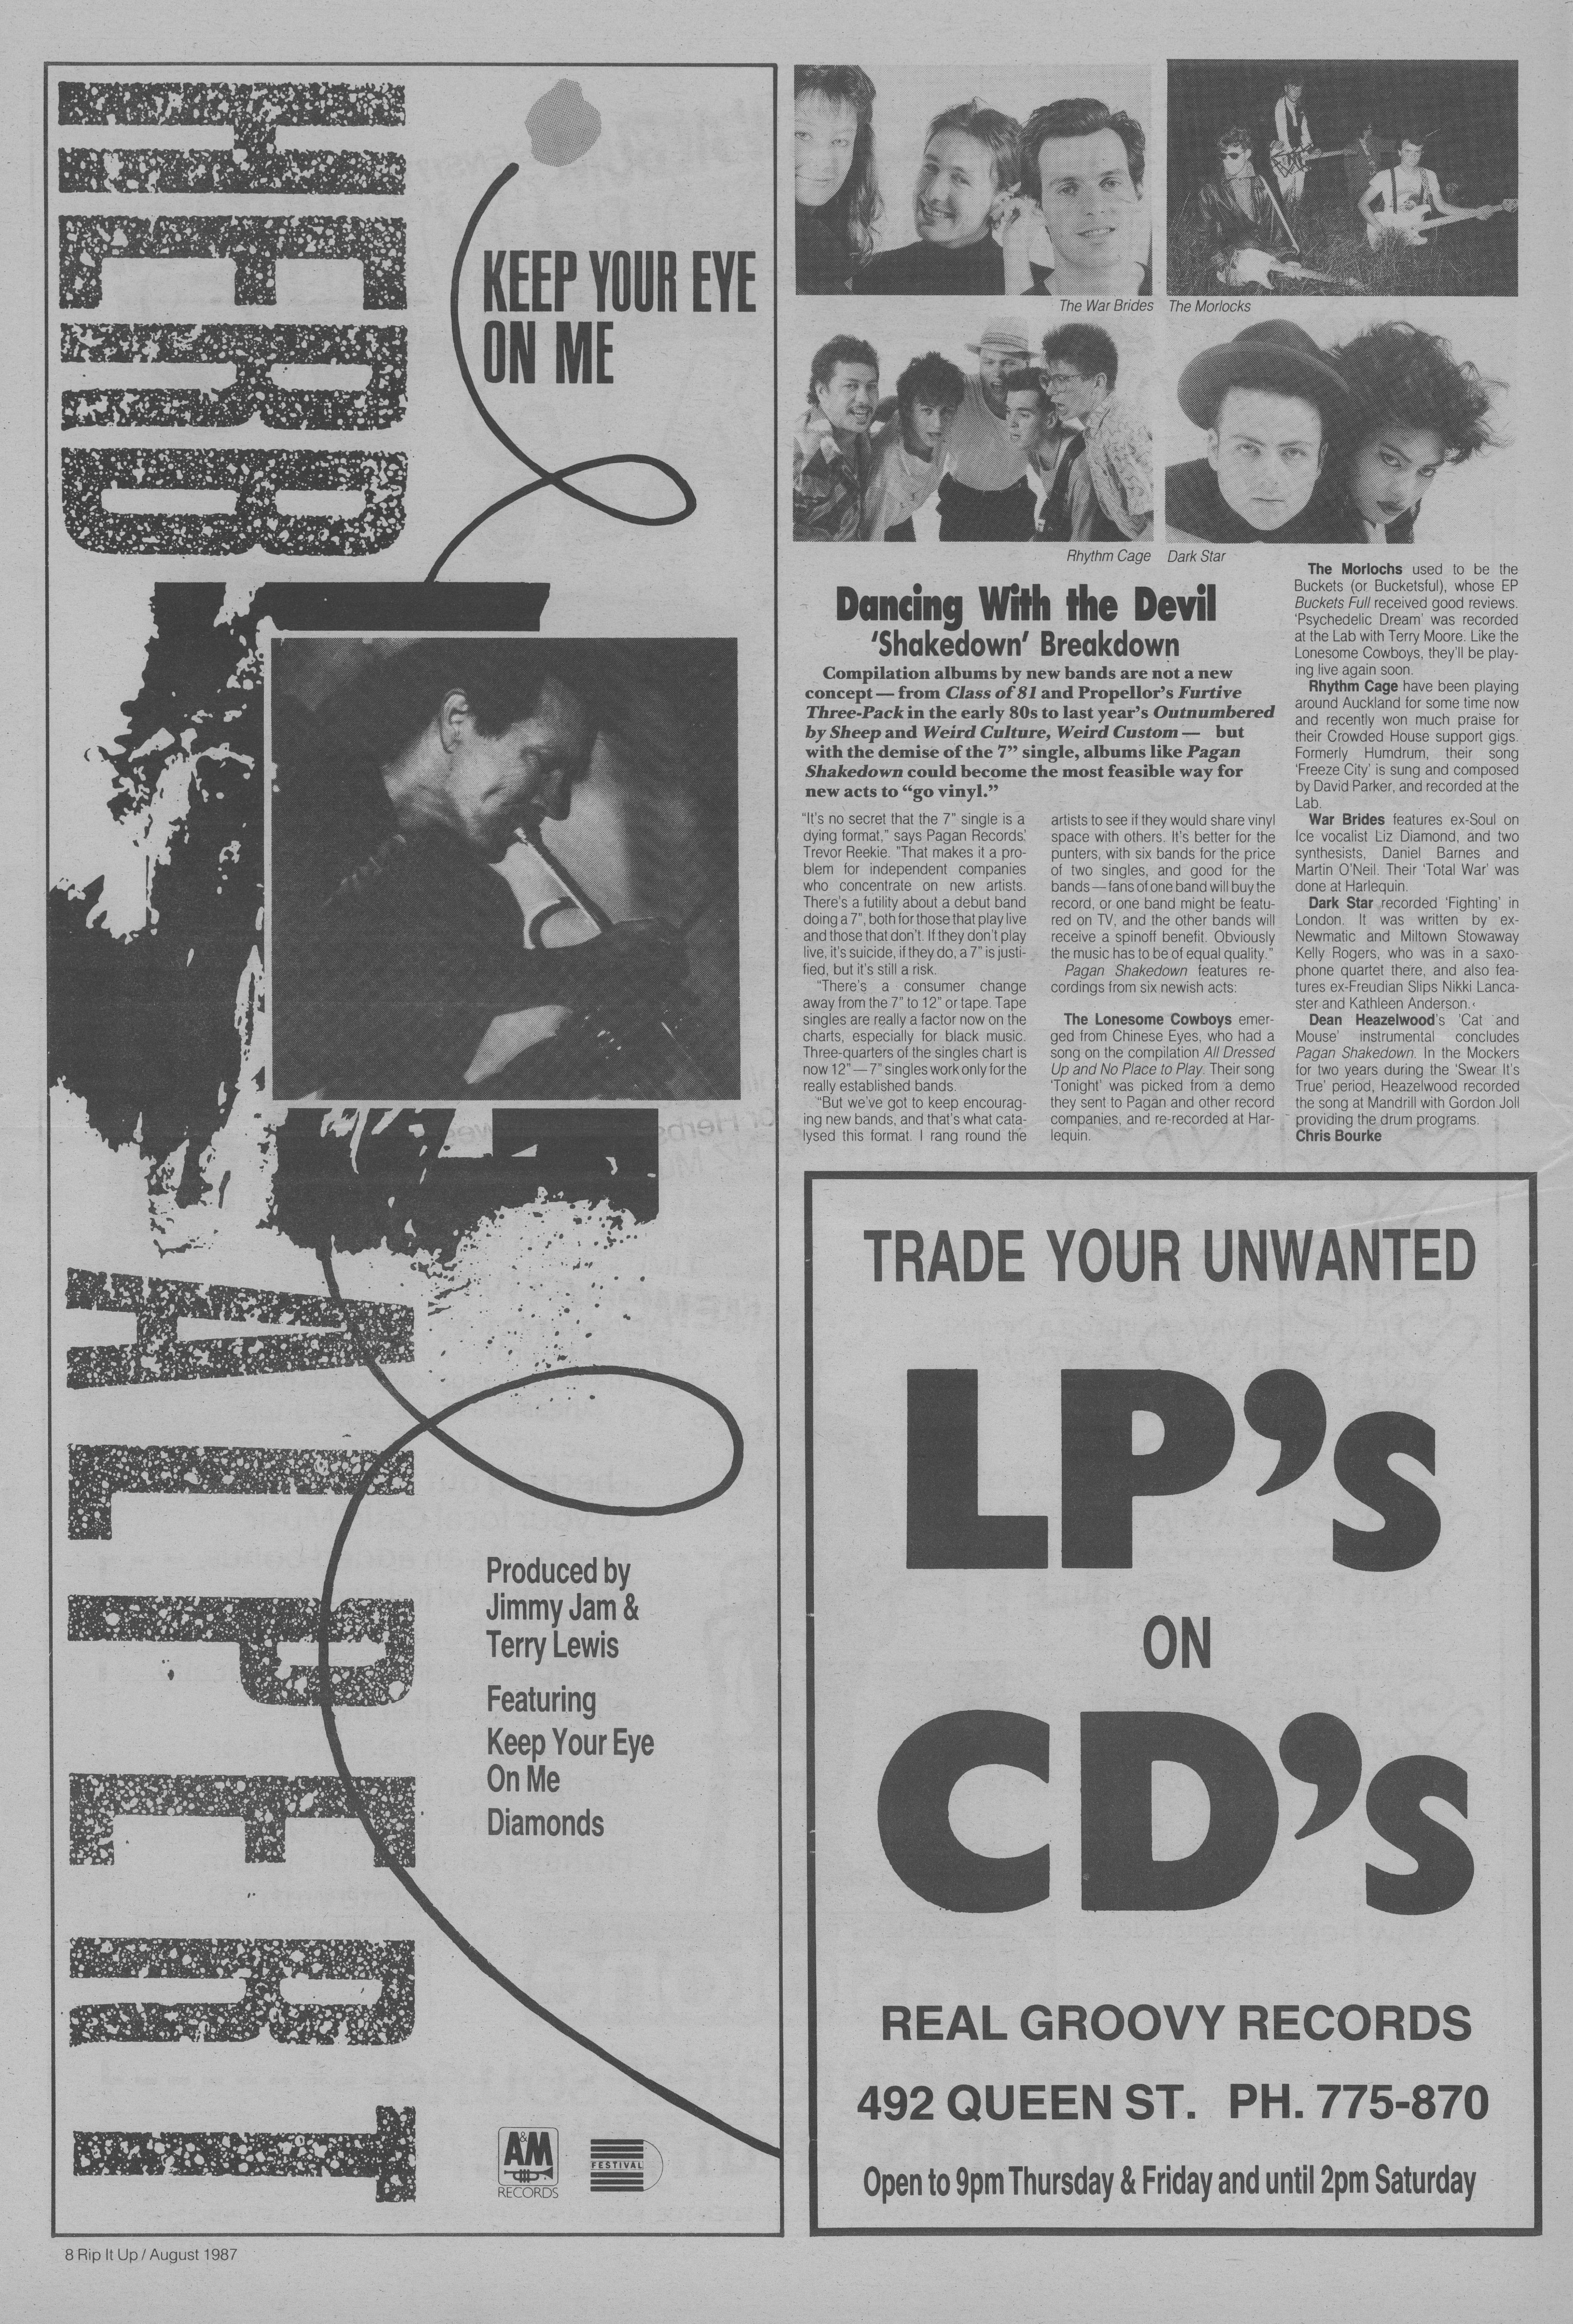 HERB
ALPERT
KEEP YOUR EYE
ON ME
Produced by
Jimmy Jam &
Terry Lewis
Featuring
Keep Your Eye
On Me
Diamonds
A&M
RECORDS
FESTIVAL
The War Brides
The Morlocks
Rhythm Cage
Dark Star
Dancing With the Devil
‘Shakedown’ Breakdown
Compilation albums by new bands are not a new
concept — from Class of 81 and Propellor’s Furtive
Three-Pack in the early 80s to last year’s Outnumbered
by Sheep and Weird Culture, Weird Custom — but
with the demise of the 7” single, albums like Pagan
Shakedown could become the most feasible way for
new acts to “go vinyl.”
“It’s no secret that the 7” single is a
dying format,” says Pagan Records’
Trevor Reekie. “That makes it a pro-
blem for independent companies
who concentrate on new artists.
There’s a futility about a debut band
doing a 7”, both for those that play live
and those that don’t. If they don’t play
live, it’s suicide, if they do, a 7” is justi-
fied, but it’s still a risk.
“There’s a consumer change
away from the 7” to 12” or tape. Tape
singles are really a factor now on the
charts, especially for black music.
Three-quarters of the singles chart is
now 12” — 7” singles work only for the
really established bands.
“But we’ve got to keep encourag-
ing new bands, and that’s what cata-
lysed this format. I rang round the
artists to see if they would share vinyl
space with others. It’s better for the
punters, with six bands for the price
of two singles, and good for the
bands — fans of one band will buy the
record, or one band might be featu-
red on TV, and the other bands will
receive a spinoff benefit. Obviously
the music has to be of equal quality.”
Pagan Shakedown features re-
cordings from six newish acts:
The Lonesome Cowboys emer-
ged from Chinese Eyes, who had a
song on the compilation All Dressed
Up and No Place to Play. Their song
‘Tonight’ was picked from a demo
they sent to Pagan and other record
companies, and re-recorded at Har-
lequin.
The Morlochs used to be the
Buckets (or Bucketsful), whose EP
Buckets Full received good reviews.
‘Psychedelic Dream’ was recorded
at the Lab with Terry Moore. Like the
Lonesome Cowboys, they’ll be play-
ing live again soon.
Rhythm Cage have been playing
around Auckland for some time now
and recently won much praise for
their Crowded House support gigs.
Formerly Humdrum, their song
‘Freeze City’ is sung and composed
by David Parker, and recorded at the
Lab.
War Brides features ex-Soul on
Ice vocalist Liz Diamond, and two
synthesists, Daniel Barnes and
Martin O’Neil. Their ‘Total War’ was
done at Harlequin.
Dark Star recorded ‘Fighting’ in
London. It was written by ex-
Newmatic and Miltown Stowaway
Kelly Rogers, who was in a saxo-
phone quartet there, and also fea-
tures ex-Freudian Slips Nikki Lanca-
ster and Kathleen Anderson.
Dean Heazelwood’s ‘Cat and
Mouse’ instrumental concludes
Pagan Shakedown. In the Mockers
for two years during the ‘Swear It’s
True’ period, Heazelwood recorded
the song at Mandrill with Gordon Joll
providing the drum programs.
Chris Bourke
TRADE YOUR UNWANTED
LP’s
ON
CD’s
REAL GROOVY RECORDS
492 QUEEN ST. PH. 775-870
Open to 9pm Thursday & Friday and until 2pm Saturday
8 Rip It Up / August 1987